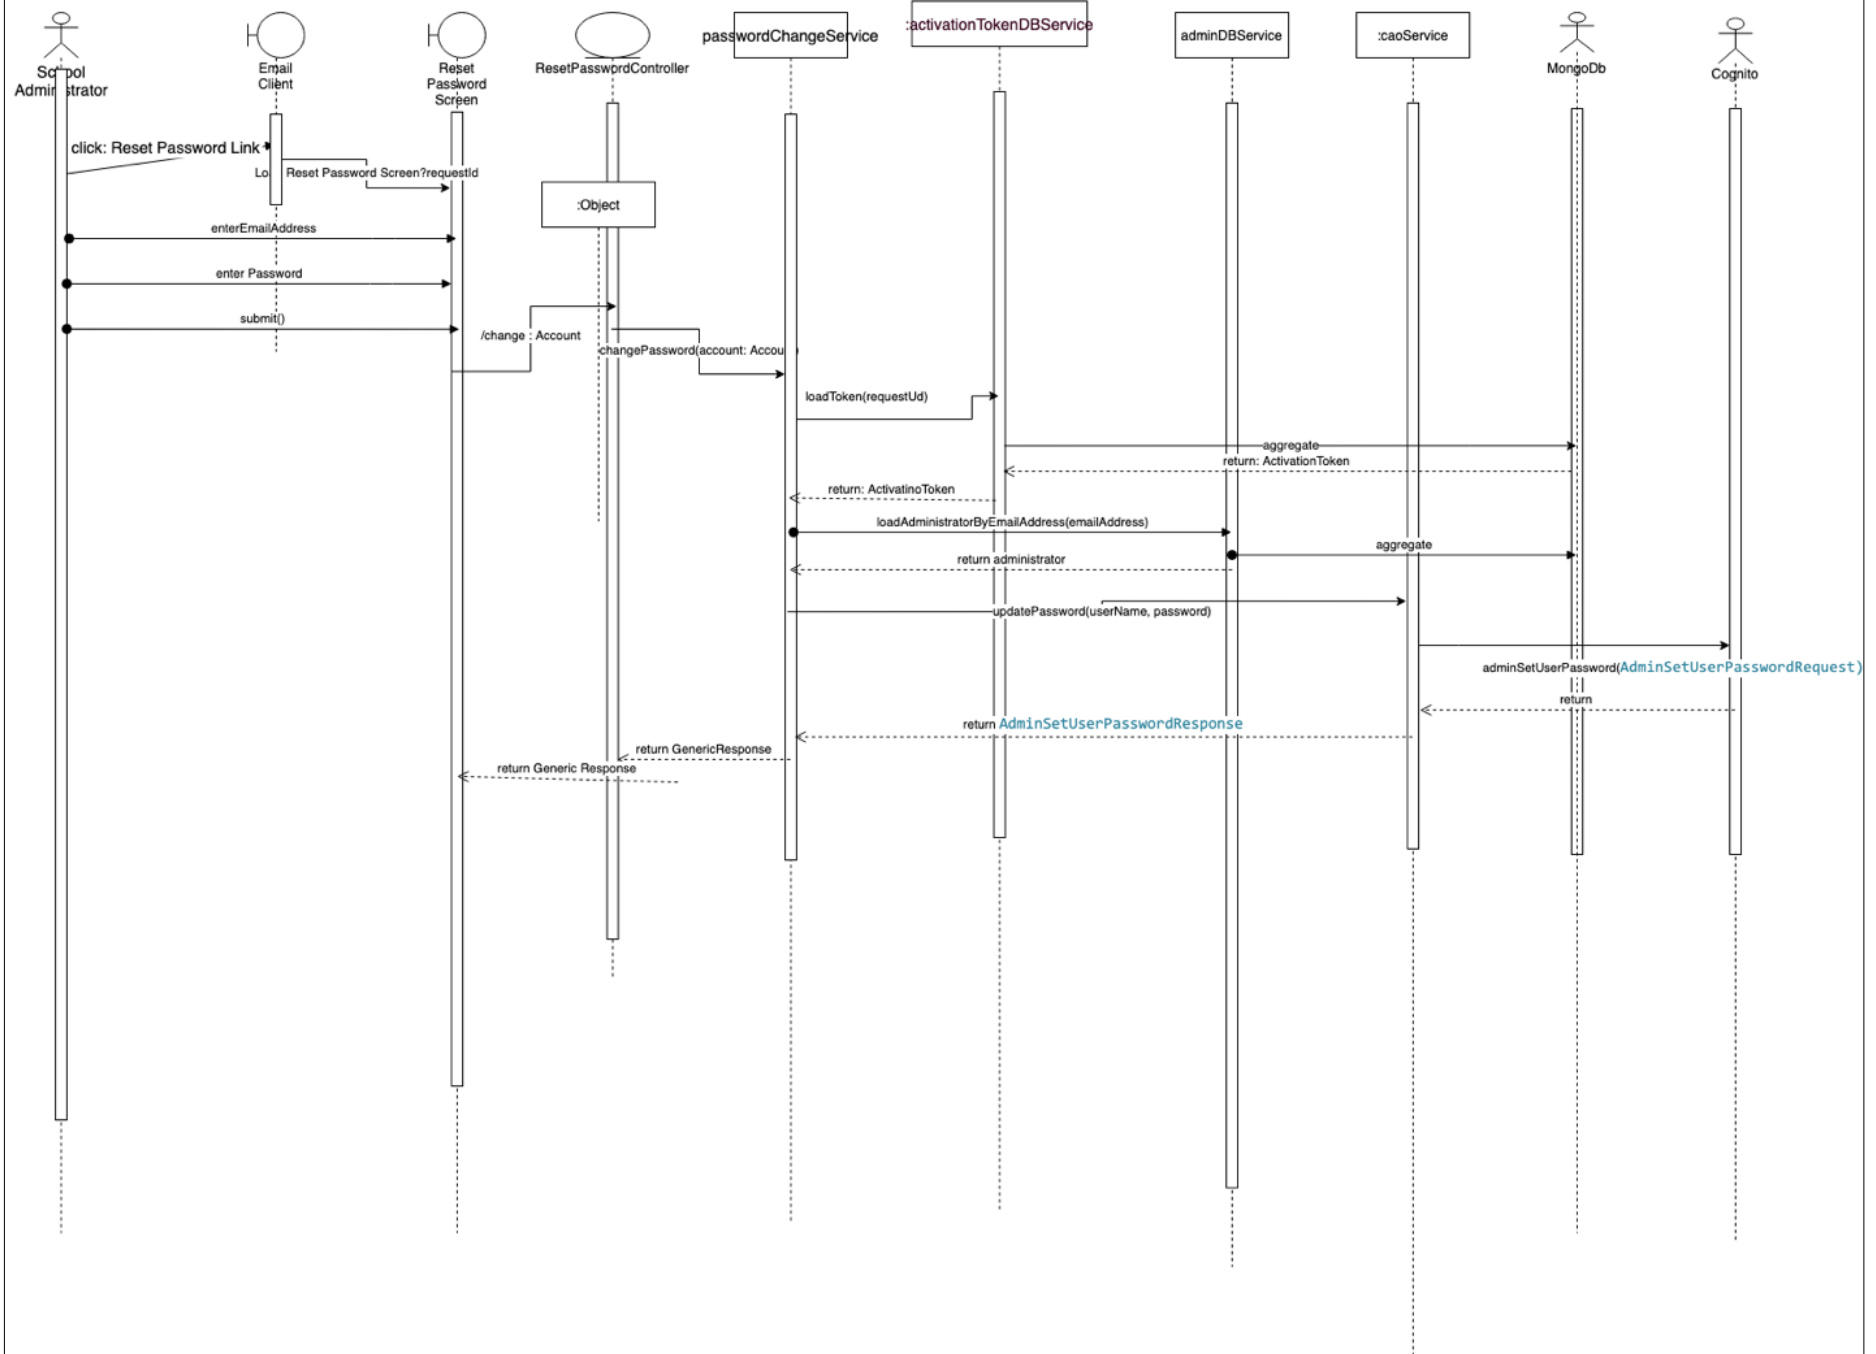 School
Administrator
Email
Client
Reset
Password
Screen
ResetPasswordController
passwordChangeService
:activationTokenDBService
adminDBService
:caoService
MongoDb
Cognito
click: Reset Password Link
Lo Reset Password Screen?requestId
:Object
enterEmailAddress
enter Password
submit()
/change : Account
changePassword(account: Accou )
loadToken(requestUd)
aggregate
return: ActivationToken
return: ActivatinoToken
loadAdministratorByEmailAddress(emailAddress)
aggregate
return administrator
updatePassword(userName, password)
adminSetUserPassword(AdminSetUserPasswordRequest)
return
return AdminSetUserPasswordResponse
return GenericResponse
return Generic Response